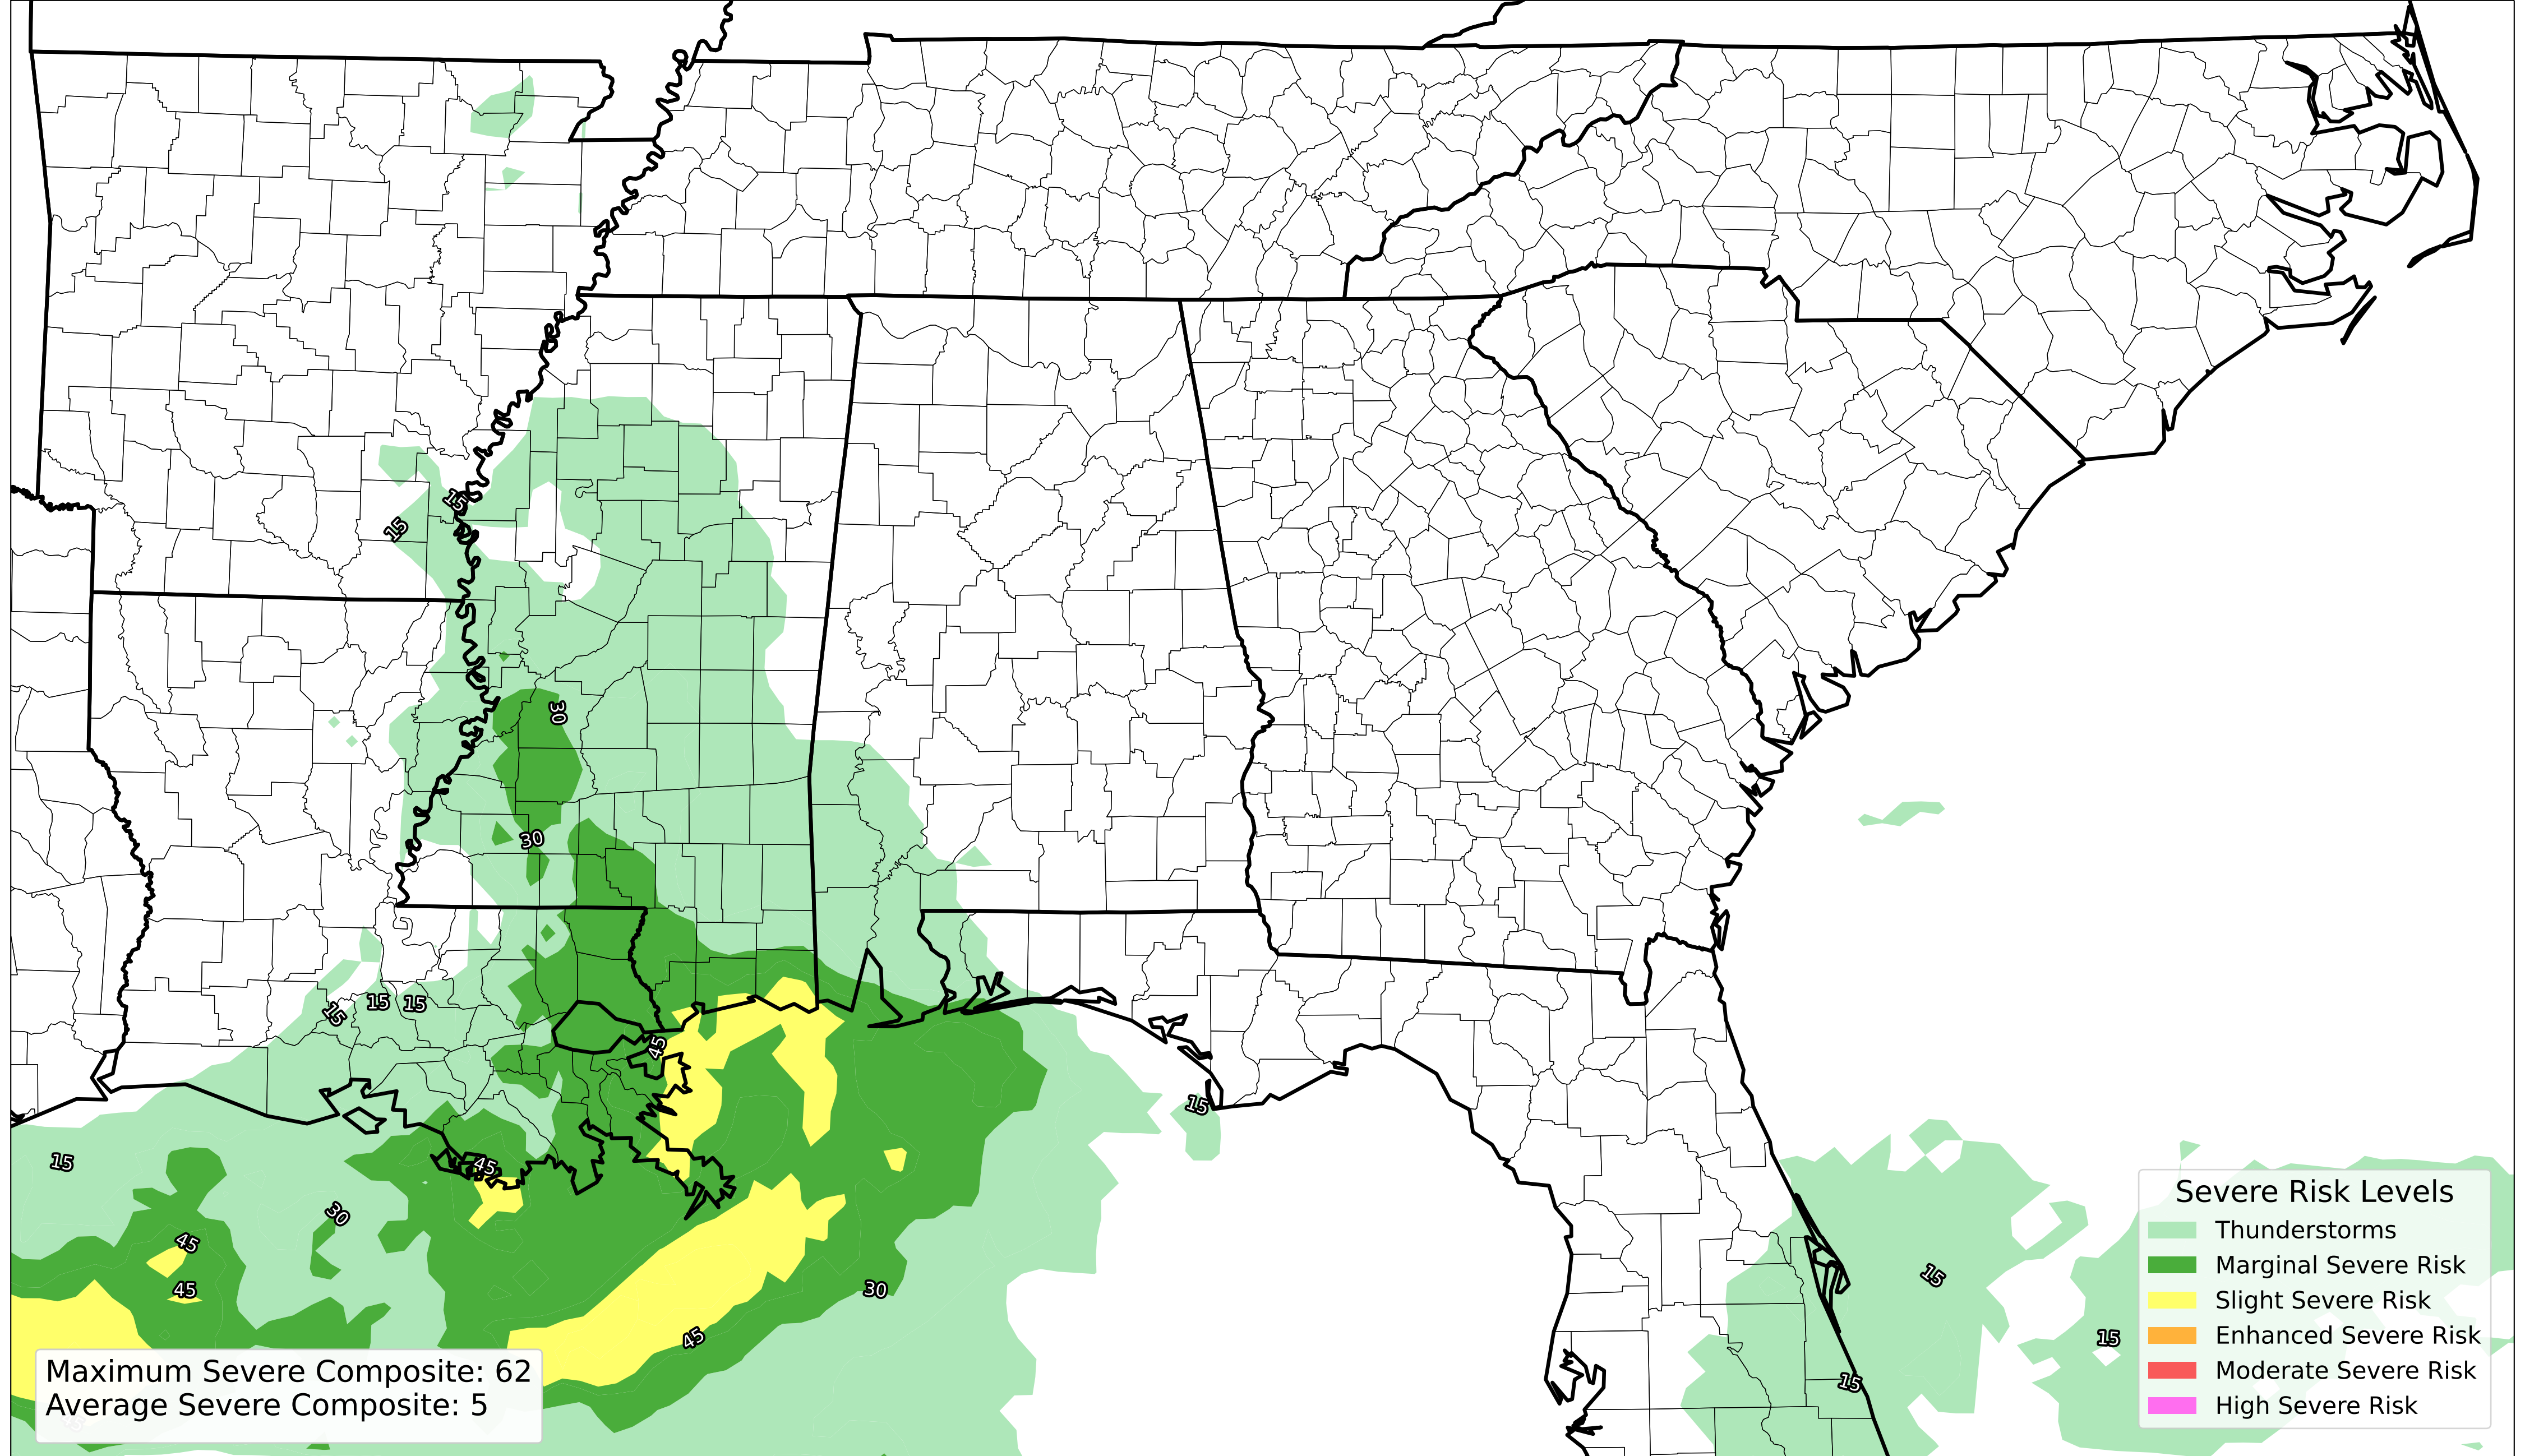 15
15
30
30
15
15
15
45
15
15
45
30
45
45
30
45
15
15
15
Severe Risk Levels
Thunderstorms
Marginal Severe Risk
Slight Severe Risk
Enhanced Severe Risk
Moderate Severe Risk
High Severe Risk
Maximum Severe Composite: 62
Average Severe Composite: 5